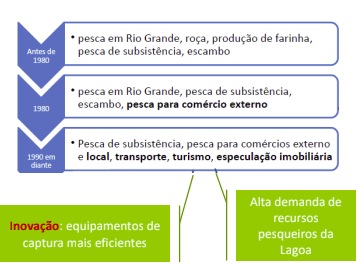 Antes de
1980
• pesca em Rio Grande, roça, produção de farinha,
pesca de subsistência, escambo
1980
• pesca em Rio Grande, pesca de subsistência,
escambo, pesca para comércio externo
1990 em
diante
• Pesca de subsistência, pesca para comércios externo
e local, transporte, turismo, especulação imobiliária
Inovação: equipamentos de
captura mais eficientes
Alta demanda de
recursos
pesqueiros da
Lagoa